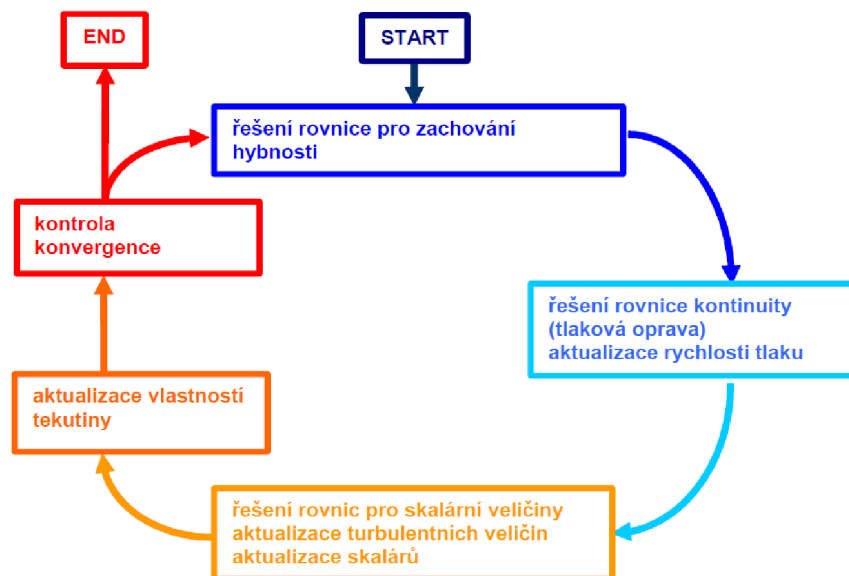 END
START
řešení rovnice pro zachování
hybnosti
kontrola
konvergence
řešení rovnice kontinuity
(tlaková oprava)
aktualizace rychlosti tlaku
aktualizace vlastností
tekutiny
řešení rovnic pro skalární veličiny
aktualizace turbulentních veličin
aktualizace skalárů